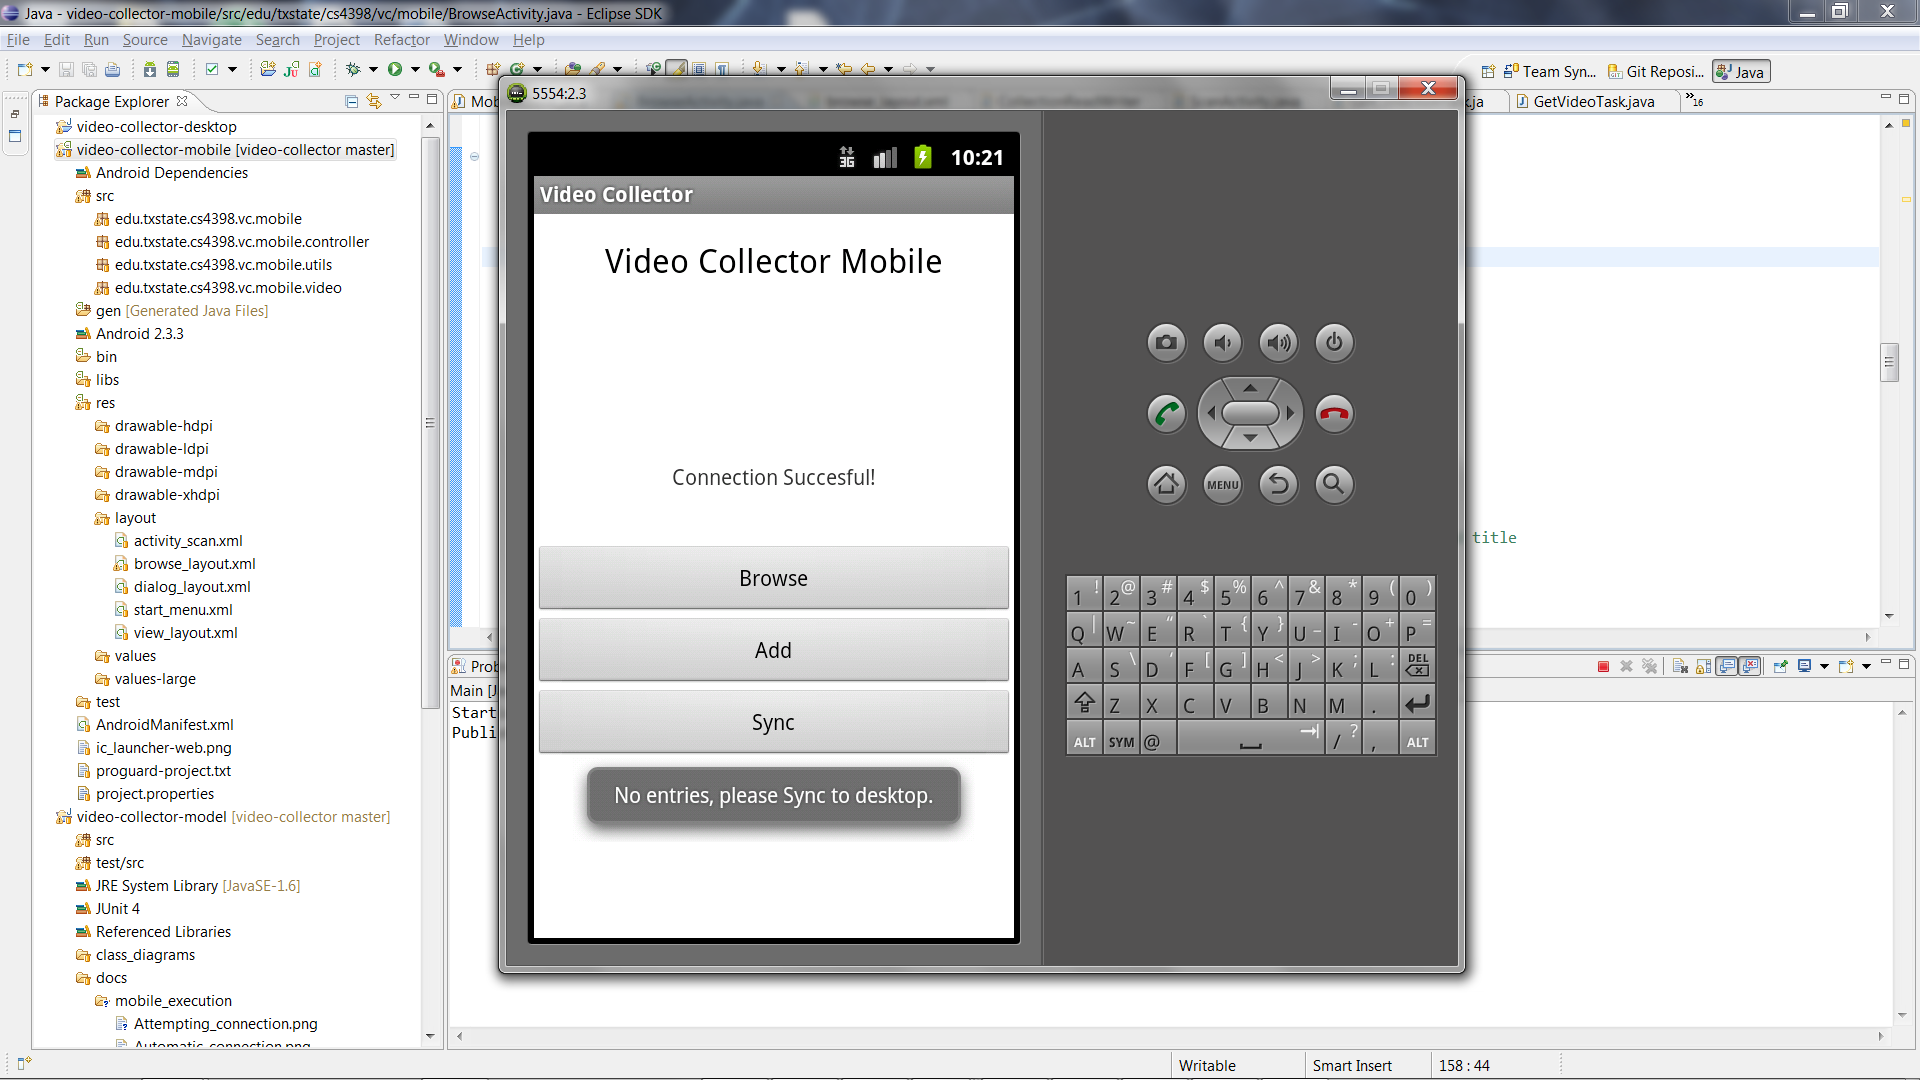 Java - video-collector-mobile/src/edu/txstate/cs4398/vc/mobile/BrowseActivity.java - Eclipse SDK
File Edit Run Source Navigate Search Project Refactor Window Help
Team Syn... Git Reposi... Java
Package Explorer
Mob
GetVideoTask.java
16
video-collector-desktop
video-collector-mobile [video-collector master]
Android Dependencies
src
edu.txstate.cs4398.vc.mobile
edu.txstate.cs4398.vc.mobile.controller
edu.txstate.cs4398.vc.mobile.utils
edu.txstate.cs4398.vc.mobile.video
gen [Generated Java Files]
Android 2.3.3
bin
libs
res
drawable-hdpi
drawable-ldpi
drawable-mdpi
drawable-xhdpi
layout
activity_scan.xml
browse_layout.xml
dialog_layout.xml
start_menu.xml
view_layout.xml
values
values-large
test
AndroidManifest.xml
ic_launcher-web.png
proguard-project.txt
project.properties
video-collector-model [video-collector master]
src
test/src
JRE System Library [JavaSE-1.6]
JUnit 4
Referenced Libraries
class_diagrams
docs
mobile_execution
Attempting_connection.png
Automatic_connection.png
5554:2.3
3G 10:21
Video Collector
Video Collector Mobile
Connection Succesful!
Browse
Add
Sync
No entries, please Sync to desktop.
MENU
1 ! 2 @ 3 # 4 $ 5 % 6 ^ 7 & 8 * 9 ( 0 )
Q | W ~ E “ R ` T { Y } U _ I - O + P =
A S \ D ‘ F [ G ] H < J > K ; L : DEL
Z X C V B N M .
ALT SYM @ / ? , ALT
title
Prob
Main [J
Start
Publi
Writable Smart Insert 158 : 44